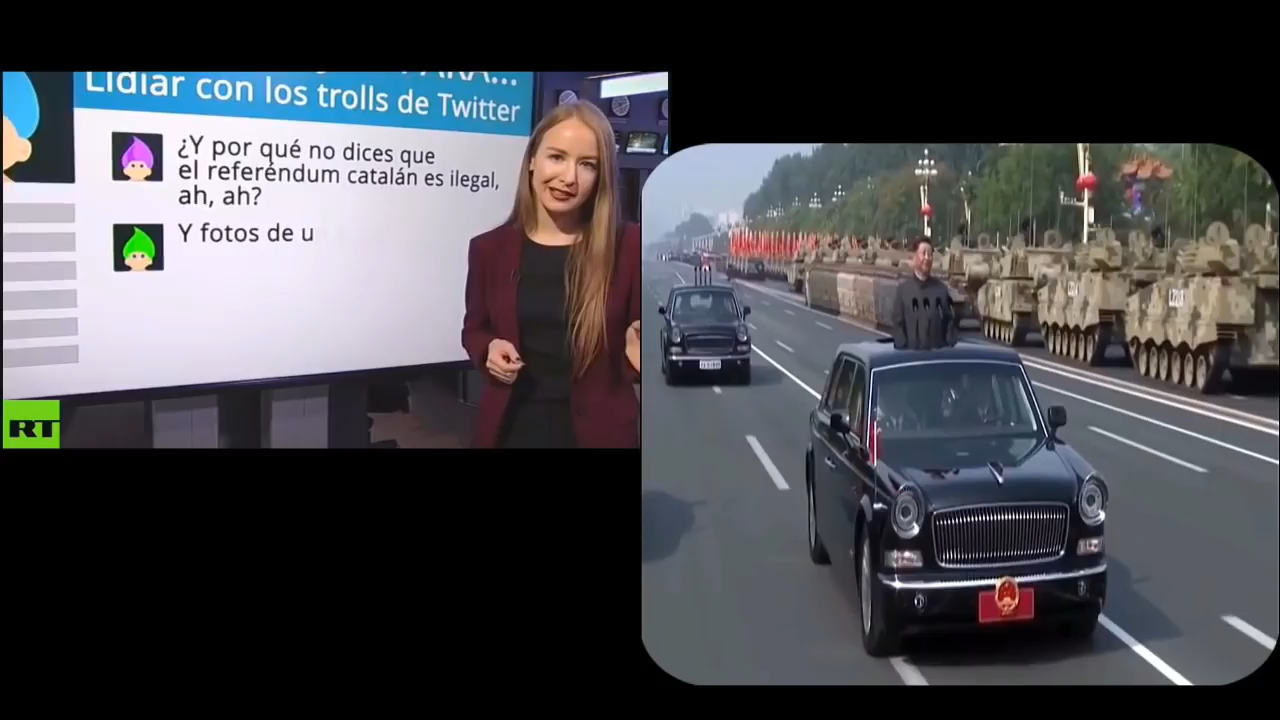 Lidiar con los trolls de Twitter
¿Y por qué no dices que
el referéndum catalán es ilegal,
ah, ah?
Y fotos de u
RT